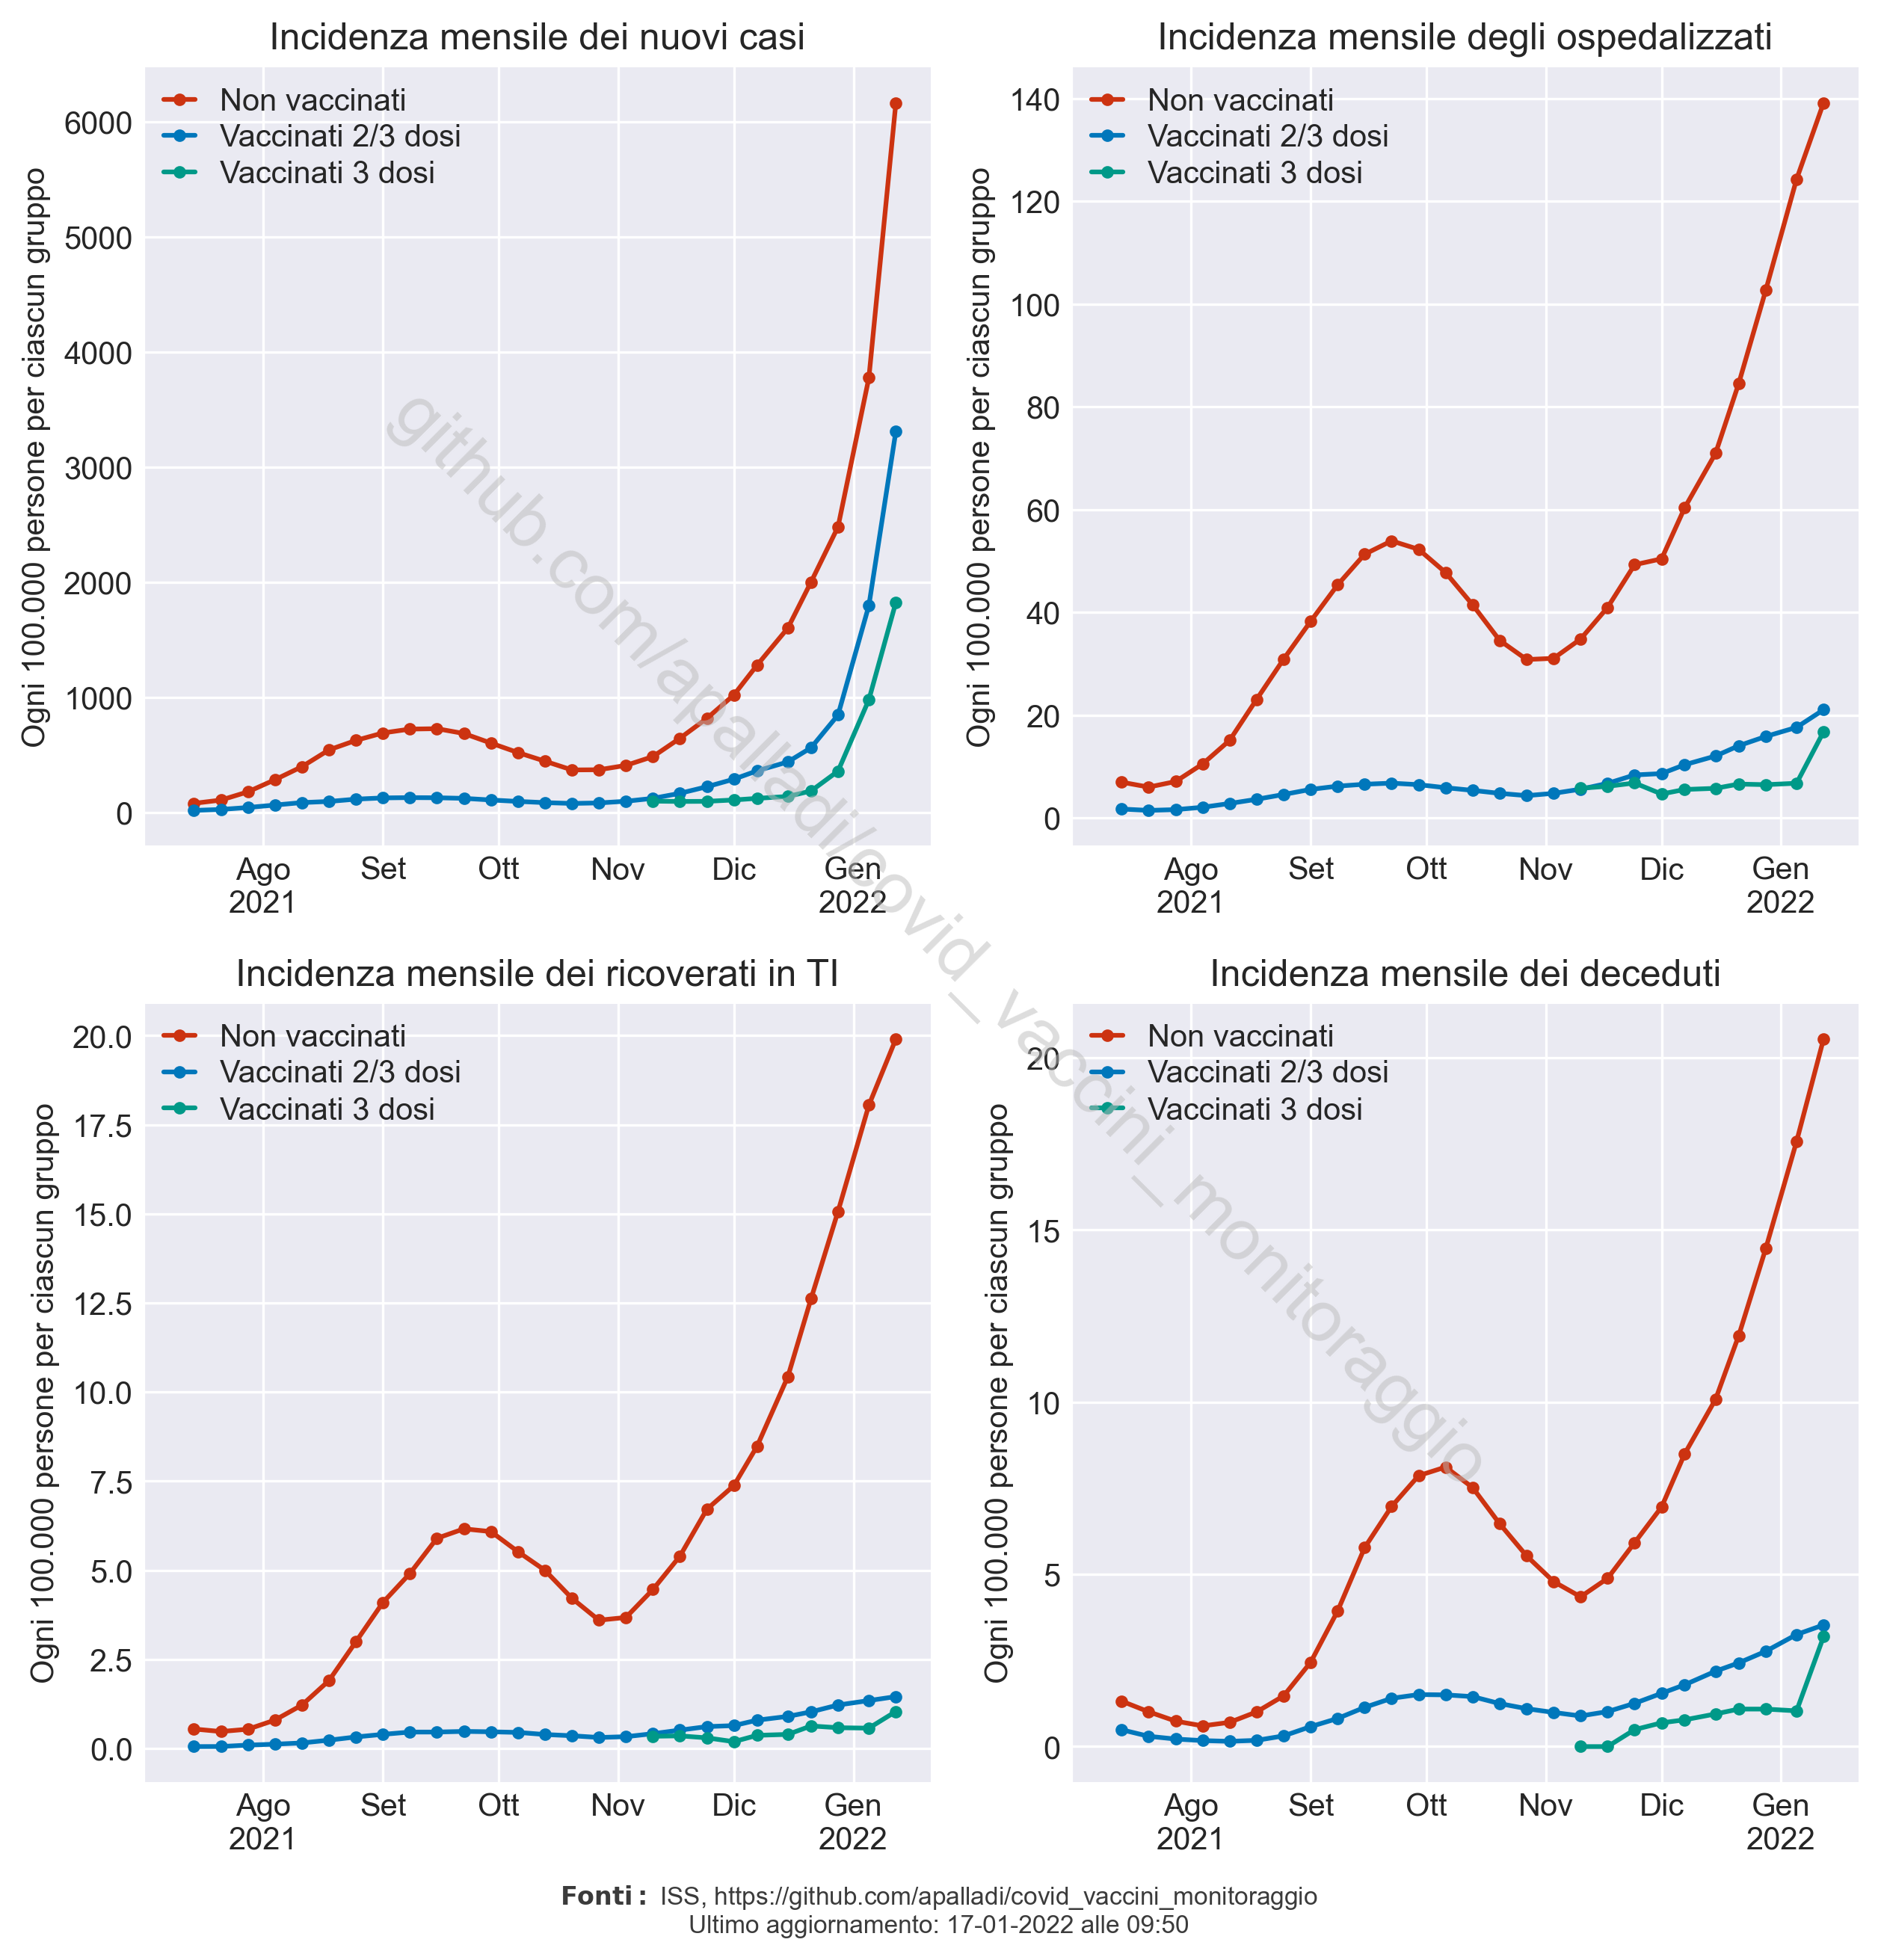 Incidenza mensile dei nuovi casi
Non vaccinati
Vaccinati 2/3 dosi
Vaccinati 3 dosi
Ogni 100.000 persone per ciascun gruppo
6000
5000
4000
3000
2000
1000
0
Ago
2021
Set
Ott
Nov
Dic
Gen
2022
Incidenza mensile degli ospedalizzati
Non vaccinati
Vaccinati 2/3 dosi
Vaccinati 3 dosi
Ogni 100.000 persone per ciascun gruppo
140
120
100
80
60
40
20
0
Ago
2021
Set
Ott
Nov
Dic
Gen
2022
Incidenza mensile dei ricoverati in TI
Non vaccinati
Vaccinati 2/3 dosi
Vaccinati 3 dosi
Ogni 100.000 persone per ciascun gruppo
20.0
17.5
15.0
12.5
10.0
7.5
5.0
2.5
0.0
Ago
2021
Set
Ott
Nov
Dic
Gen
2022
Incidenza mensile dei deceduti
Non vaccinati
Vaccinati 2/3 dosi
Vaccinati 3 dosi
Ogni 100.000 persone per ciascun gruppo
20
15
10
5
0
Ago
2021
Set
Ott
Nov
Dic
Gen
2022
github.com/apalladi/covid_vaccini_monitoraggio
Fonti: ISS, https://github.com/apalladi/covid_vaccini_monitoraggio
Ultimo aggiornamento: 17-01-2022 alle 09:50